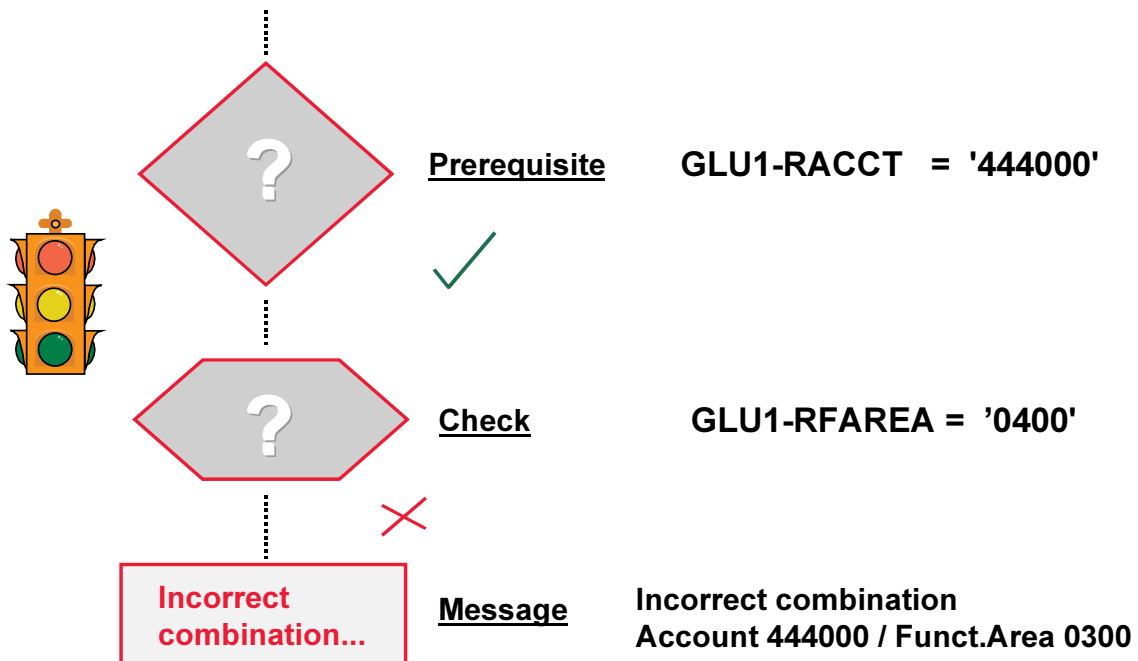 ?
Prerequisite GLU1-RACCT = '444000'
?
Check GLU1-RFAREA = ’0400'
Incorrect
combination...
Message
Incorrect combination
Account 444000 / Funct.Area 0300